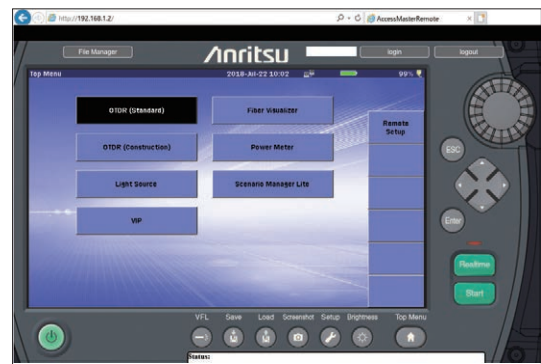 http://192.168.1.2/
AccessMasterRemote
File Manager
Anritsu
login
logout
Top Menu
2018-Jul-22 10:02
99%
OTDR (Standard)
Fiber Visualizer
OTDR (Construction)
Power Meter
Light Source
Scenario Manager Lite
VIP
Remote
Setup
ESC
Enter
Realtime
Start
VFL
Save
Load
Screenshot
Setup
Brightness
Top Menu
Status: